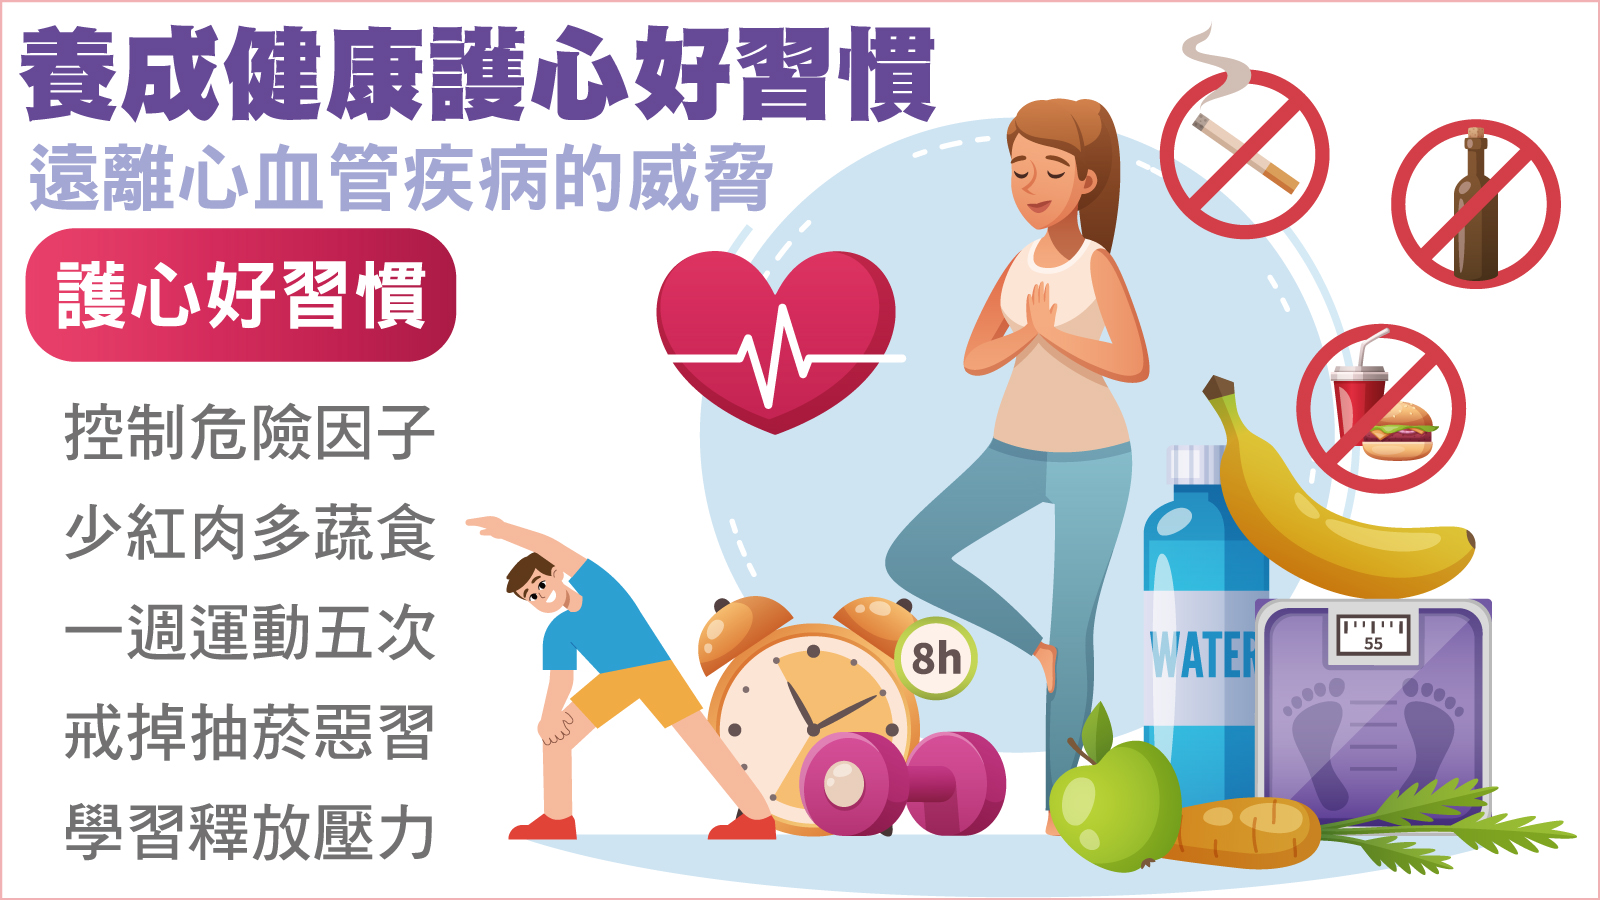 養成健康護心好習慣
遠離心血管疾病的威脅
護心好習慣
控制危險因子
少紅肉多蔬食
一週運動五次
戒掉抽菸惡習
學習釋放壓力
8h
WATER
55